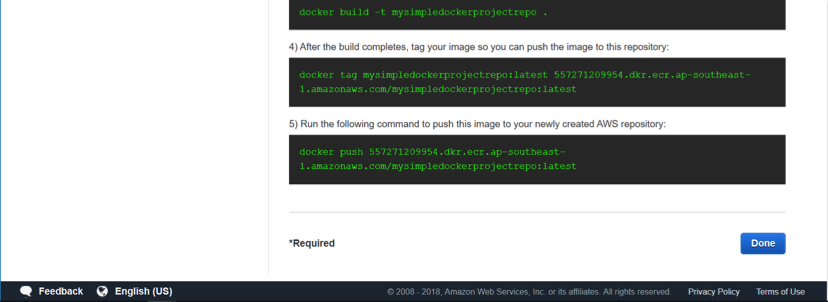 docker build -t mysimpledockerprojectrepo .
4) After the build completes, tag your image so you can push the image to this repository:
docker tag mysimpledockerprojectrepo:latest 557271209954.dkr.ecr.ap-southeast-
1.amazonaws.com/mysimpledockerprojectrepo:latest
5) Run the following command to push this image to your newly created AWS repository:
docker push 557271209954.dkr.ecr.ap-southeast-
1.amazonaws.com/mysimpledockerprojectrepo:latest
*Required
Done
Feedback English (US) © 2008 - 2018, Amazon Web Services, Inc. or its affiliates. All rights reserved. Privacy Policy Terms of Use